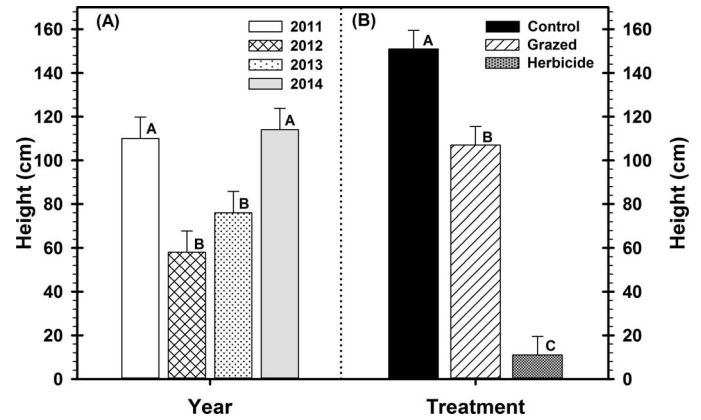 (A)
2011
2012
2013
2014
(B)
Control
Grazed
Herbicide
160
140
120
100
80
60
40
20
0
Height (cm)
A
B
B
A
A
B
C
160
140
120
100
80
60
40
20
0
Height (cm)
Year
Treatment